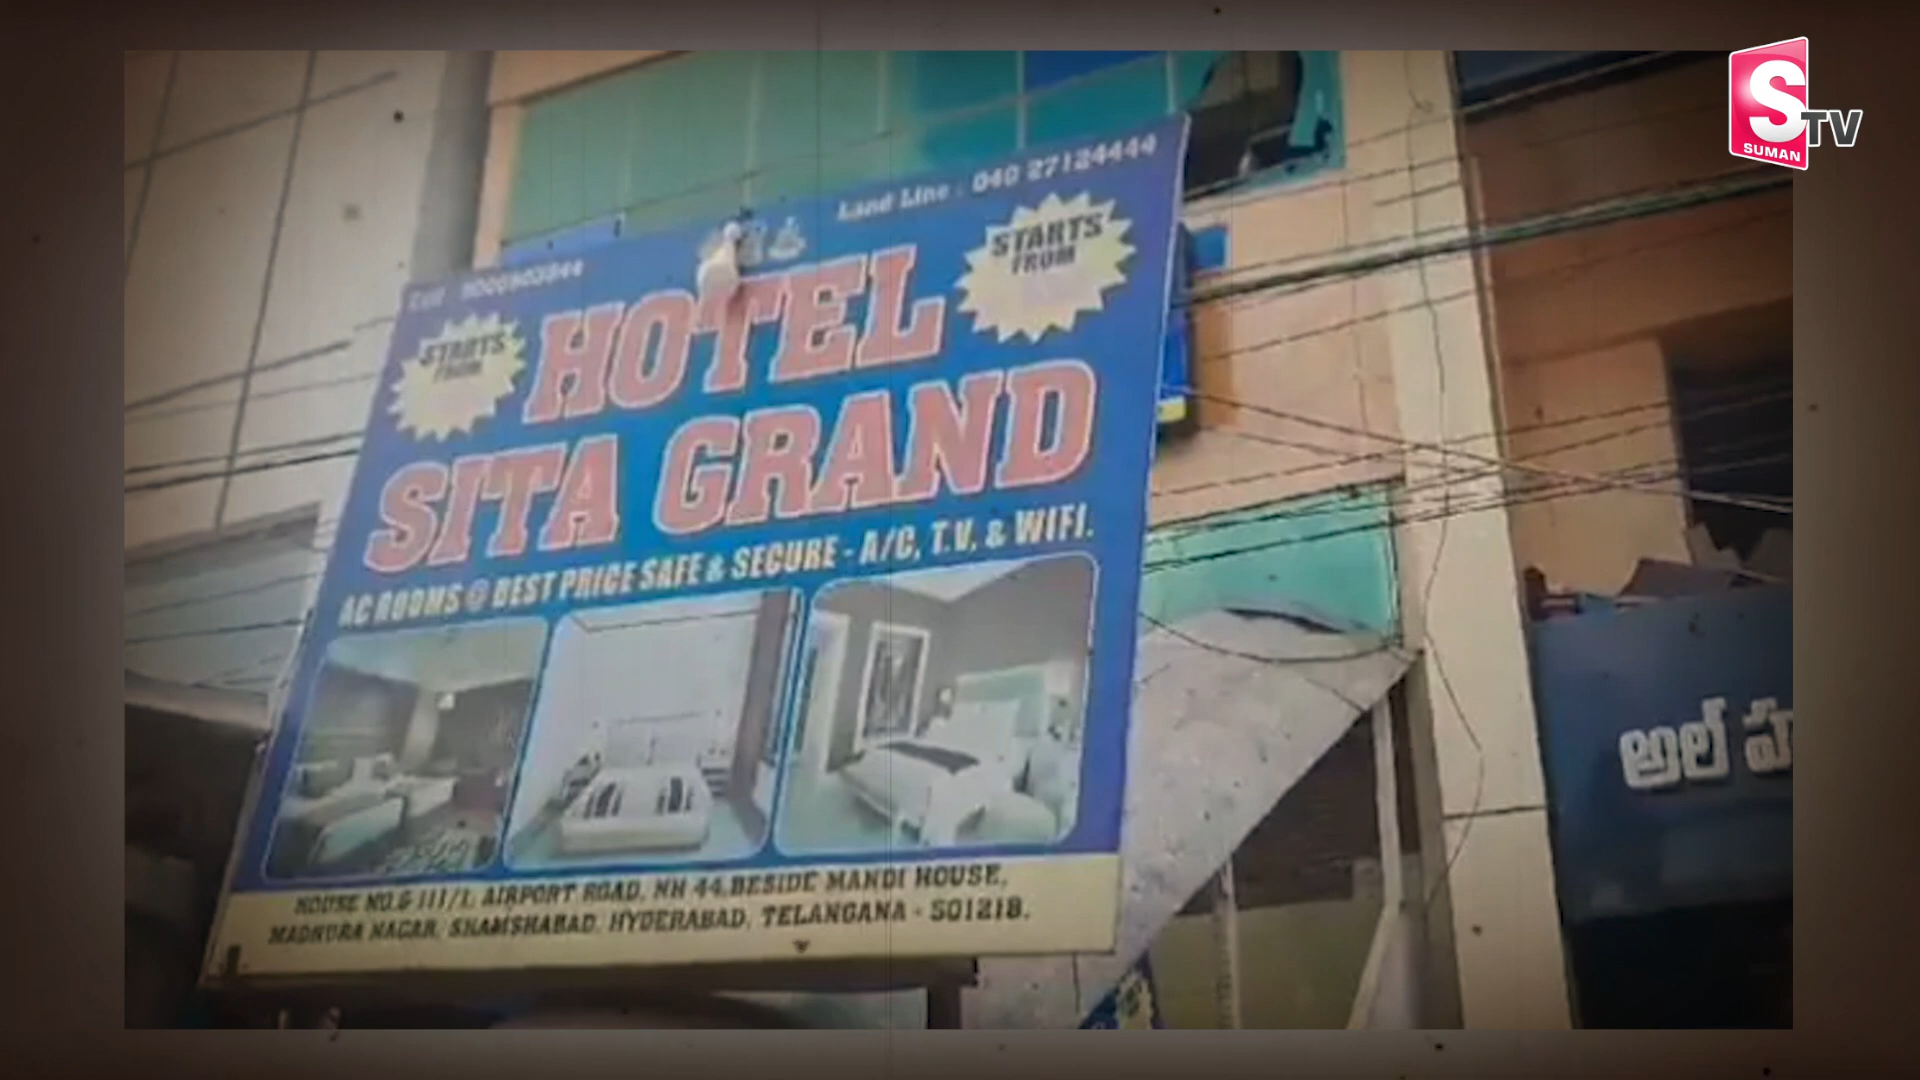 S TV
SUMAN
Land Line : 040 27124444
STARTS
FROM
STARTS
FROM
HOTEL
SITA GRAND
AC ROOMS @ BEST PRICE SAFE & SECURE - A/C, T.V, & WIFI.
HOUSE NO.6 111/1, AIRPORT ROAD, NH 44,BESIDE MANDI HOUSE,
MADHURA NAGAR, SHAMSHABAD, HYDERABAD, TELANGANA - 501218.
అల్ హ